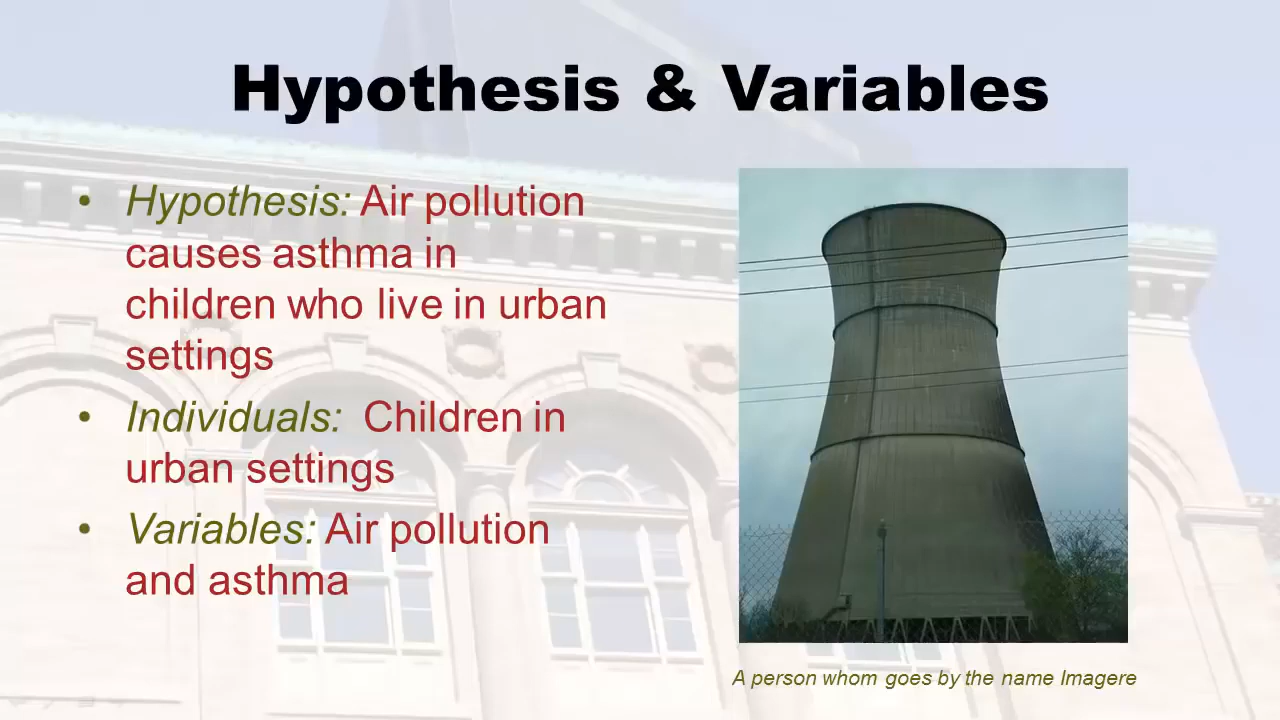 Hypothesis & Variables
• Hypothesis: Air pollution
causes asthma in
children who live in urban
settings
• Individuals: Children in
urban settings
• Variables: Air pollution
and asthma
A person whom goes by the name Imagere